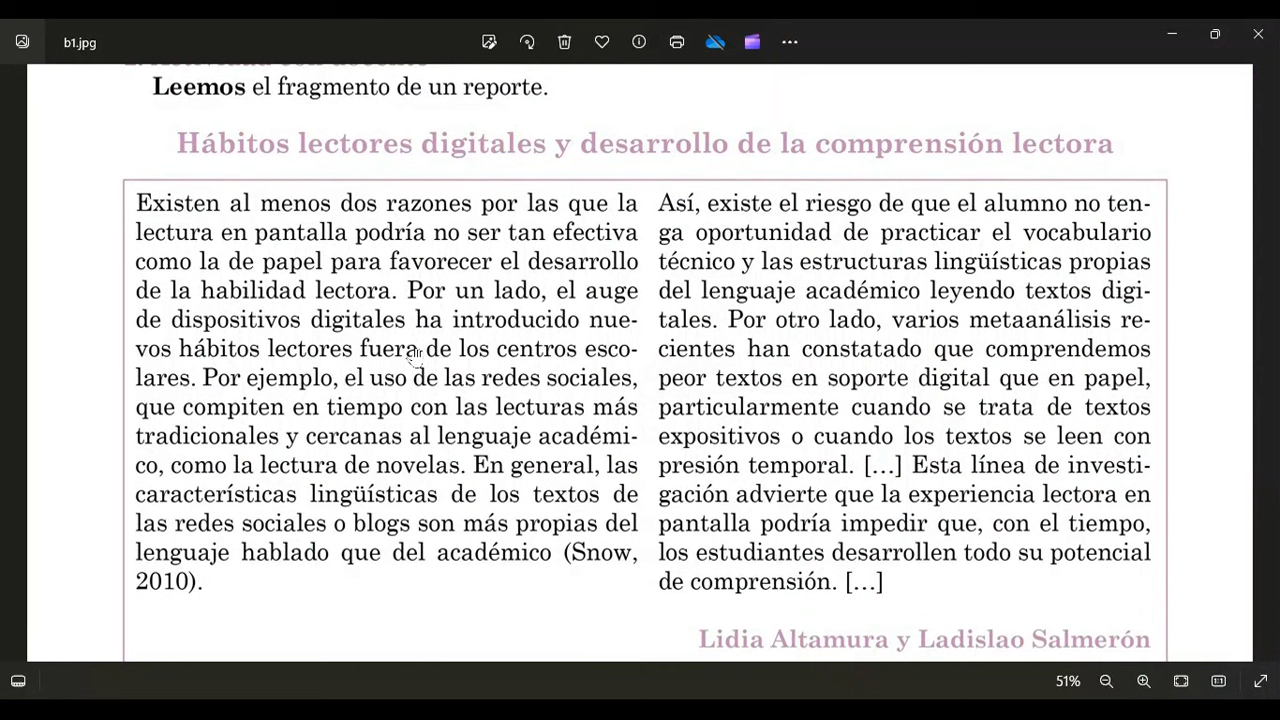 b1.jpg
Leemos el fragmento de un reporte.
Hábitos lectores digitales y desarrollo de la comprensión lectora
Existen al menos dos razones por las que la
lectura en pantalla podría no ser tan efectiva
como la de papel para favorecer el desarrollo
de la habilidad lectora. Por un lado, el auge
de dispositivos digitales ha introducido nue-
vos hábitos lectores fuera de los centros esco-
lares. Por ejemplo, el uso de las redes sociales,
que compiten en tiempo con las lecturas más
tradicionales y cercanas al lenguaje académi-
co, como la lectura de novelas. En general, las
características lingüísticas de los textos de
las redes sociales o blogs son más propias del
lenguaje hablado que del académico (Snow,
2010).
Así, existe el riesgo de que el alumno no ten-
ga oportunidad de practicar el vocabulario
técnico y las estructuras lingüísticas propias
del lenguaje académico leyendo textos digi-
tales. Por otro lado, varios metaanálisis re-
cientes han constatado que comprendemos
peor textos en soporte digital que en papel,
particularmente cuando se trata de textos
expositivos o cuando los textos se leen con
presión temporal. […] Esta línea de investi-
gación advierte que la experiencia lectora en
pantalla podría impedir que, con el tiempo,
los estudiantes desarrollen todo su potencial
de comprensión. […]
Lidia Altamura y Ladislao Salmerón
51%